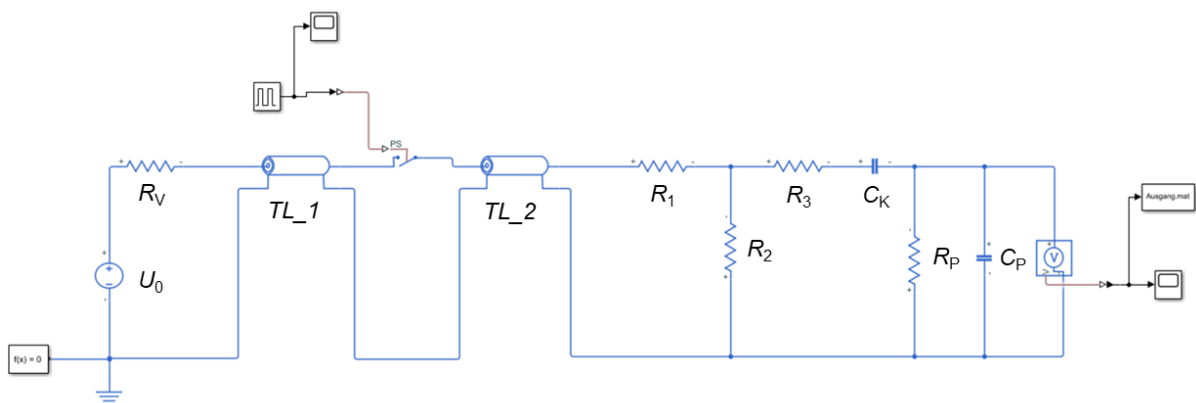 PS
R_V
TL_1
TL_2
R_1
R_3
C_K
R_2
R_P
C_P
V
Ausgang.mat
U_0
f(x) = 0